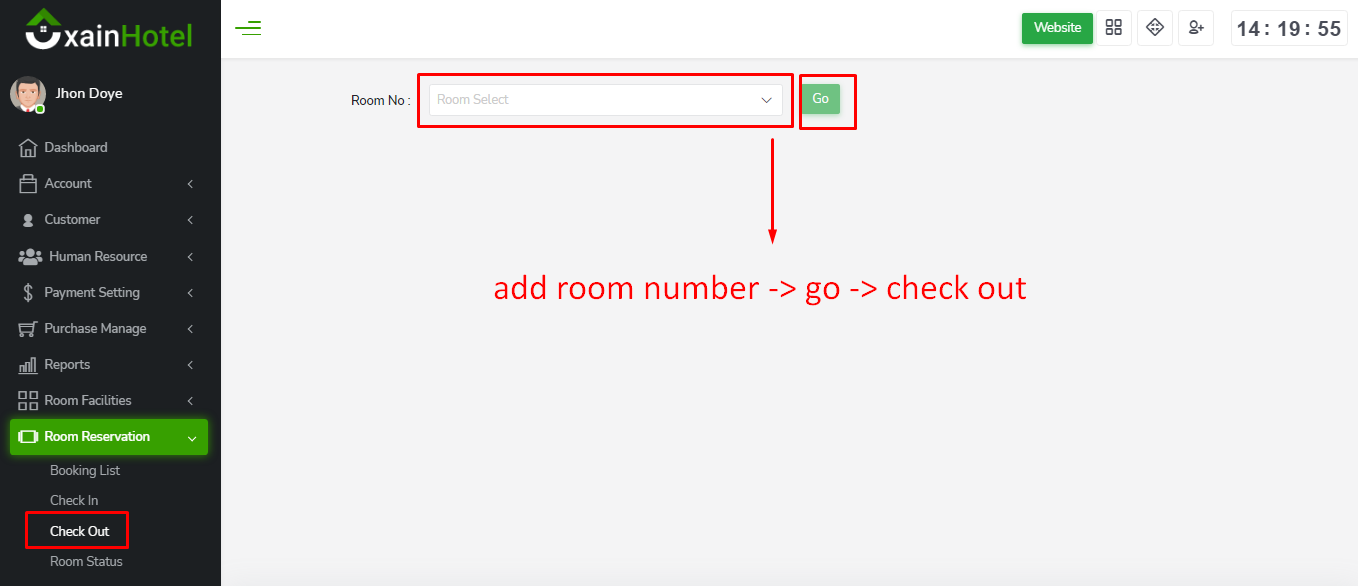 xainHotel
Website
14 : 19 : 55
Jhon Doye
Room No :
Room Select
Go
Dashboard
Account
Customer
Human Resource
Payment Setting
Purchase Manage
Reports
Room Facilities
Room Reservation
Booking List
Check In
Check Out
Room Status
add room number -> go -> check out